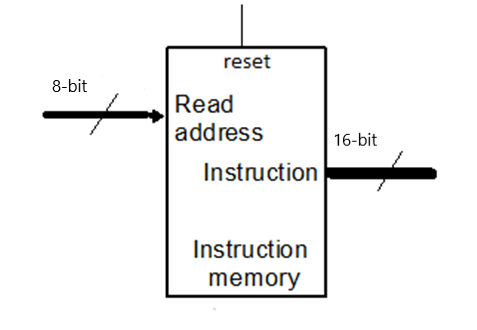 reset
8-bit
Read
address
16-bit
Instruction
Instruction
memory